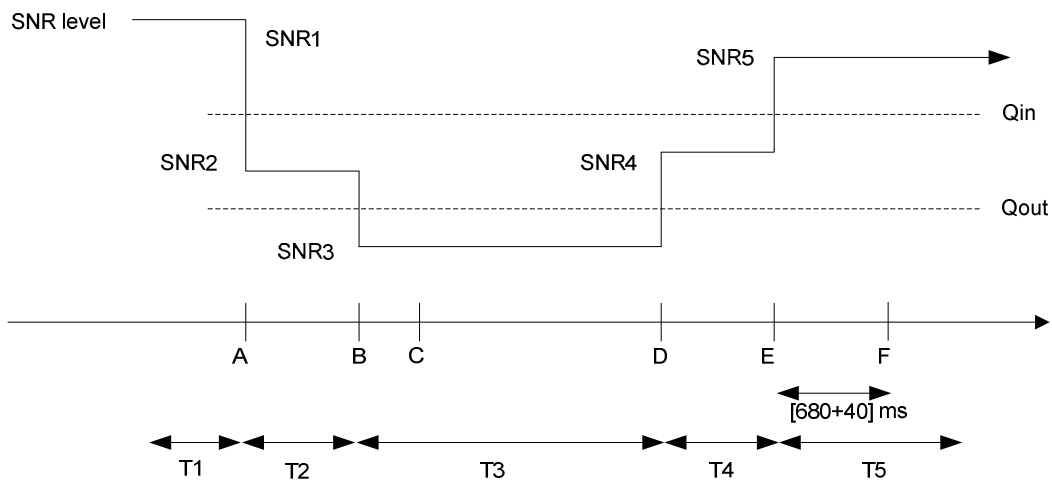 SNR level
SNR1
SNR5
Qin
SNR2
SNR4
Qout
SNR3
A
B
C
D
E
F
[680+40] ms
T1
T2
T3
T4
T5